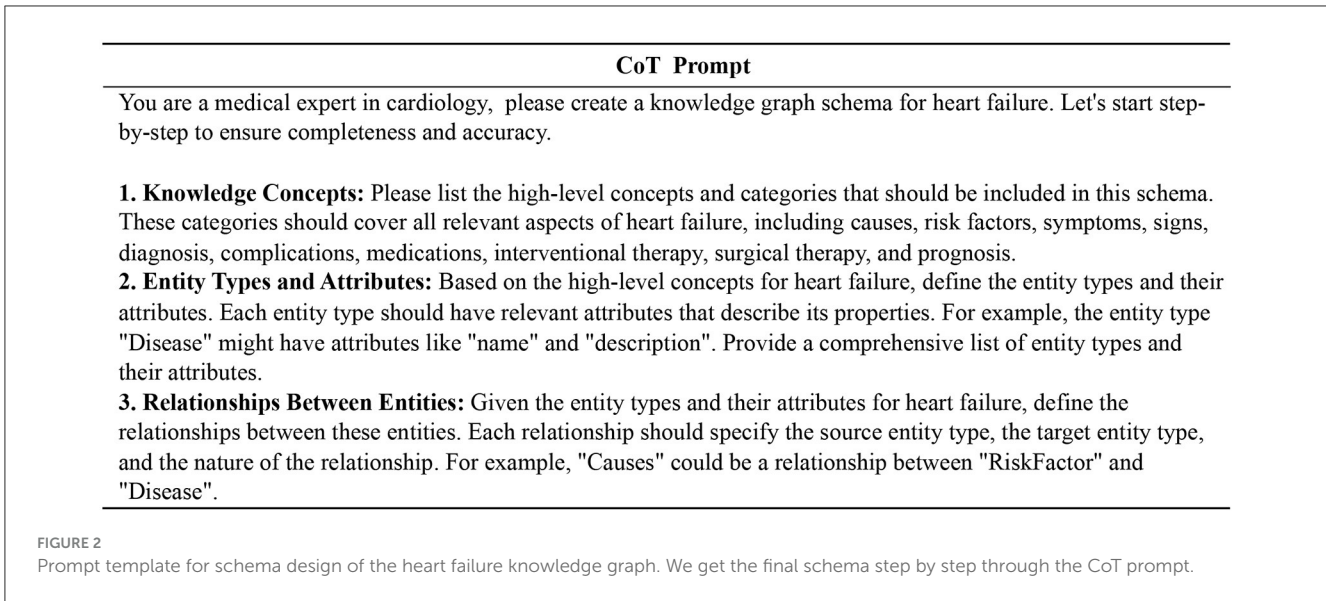 CoT Prompt
You are a medical expert in cardiology, please create a knowledge graph schema for heart failure. Let's start step-
by-step to ensure completeness and accuracy.
1. Knowledge Concepts: Please list the high-level concepts and categories that should be included in this schema.
These categories should cover all relevant aspects of heart failure, including causes, risk factors, symptoms, signs,
diagnosis, complications, medications, interventional therapy, surgical therapy, and prognosis.
2. Entity Types and Attributes: Based on the high-level concepts for heart failure, define the entity types and their
attributes. Each entity type should have relevant attributes that describe its properties. For example, the entity type
"Disease" might have attributes like "name" and "description". Provide a comprehensive list of entity types and
their attributes.
3. Relationships Between Entities: Given the entity types and their attributes for heart failure, define the
relationships between these entities. Each relationship should specify the source entity type, the target entity type,
and the nature of the relationship. For example, "Causes" could be a relationship between "RiskFactor" and
"Disease".
FIGURE 2
Prompt template for schema design of the heart failure knowledge graph. We get the final schema step by step through the CoT prompt.